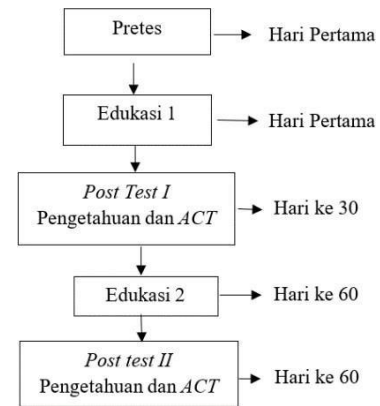 Pretes
Hari Pertama
Edukasi 1
Hari Pertama
Post Test I
Pengetahuan dan ACT
Hari ke 30
Edukasi 2
Hari ke 60
Post test II
Pengetahuan dan ACT
Hari ke 60